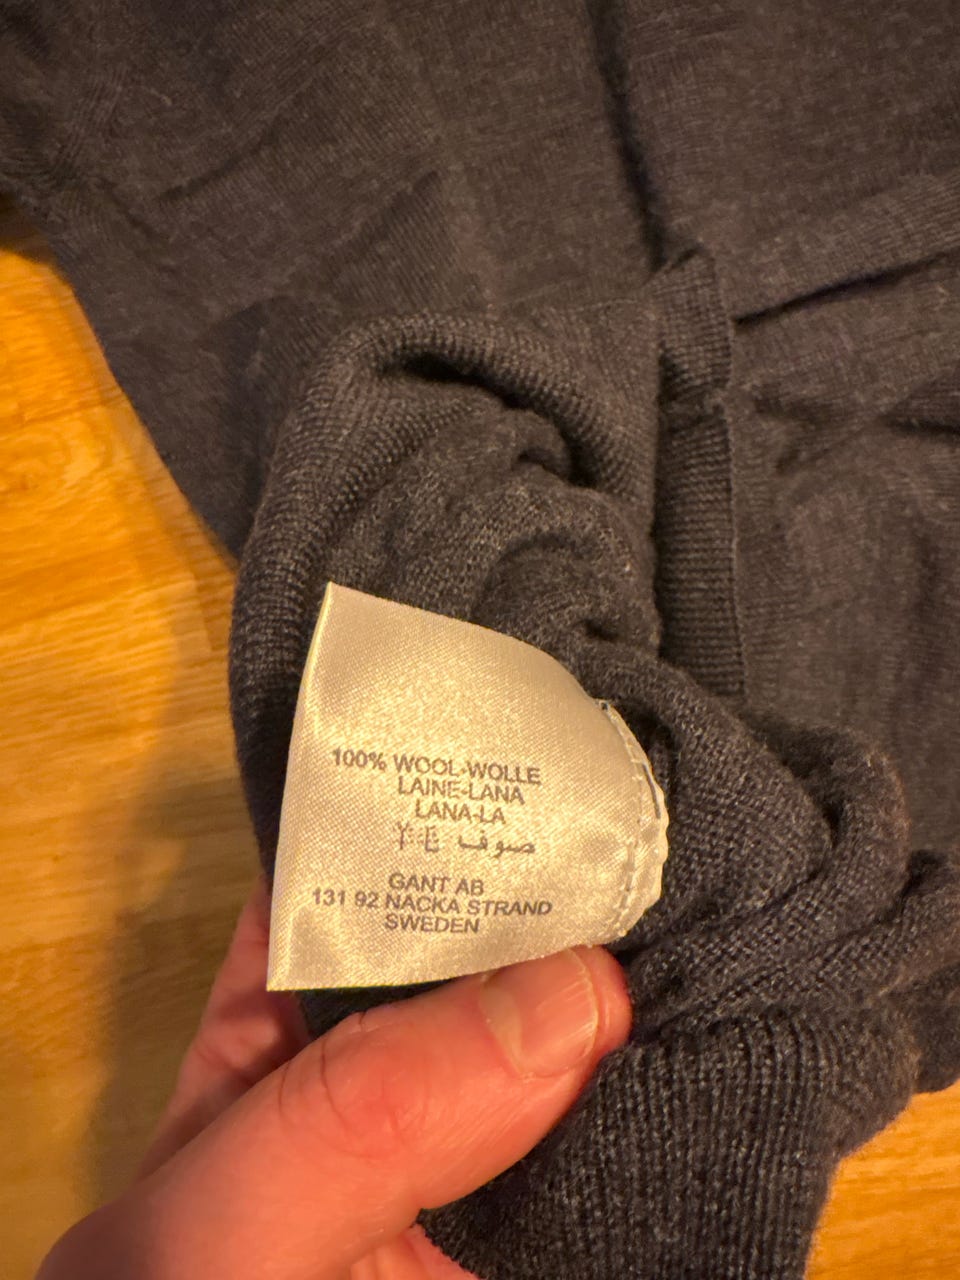 100% WOOL-WOLLE
LAINE-LANA
LANA-LA
羊毛 صوف
GANT AB
131 92 NACKA STRAND
SWEDEN